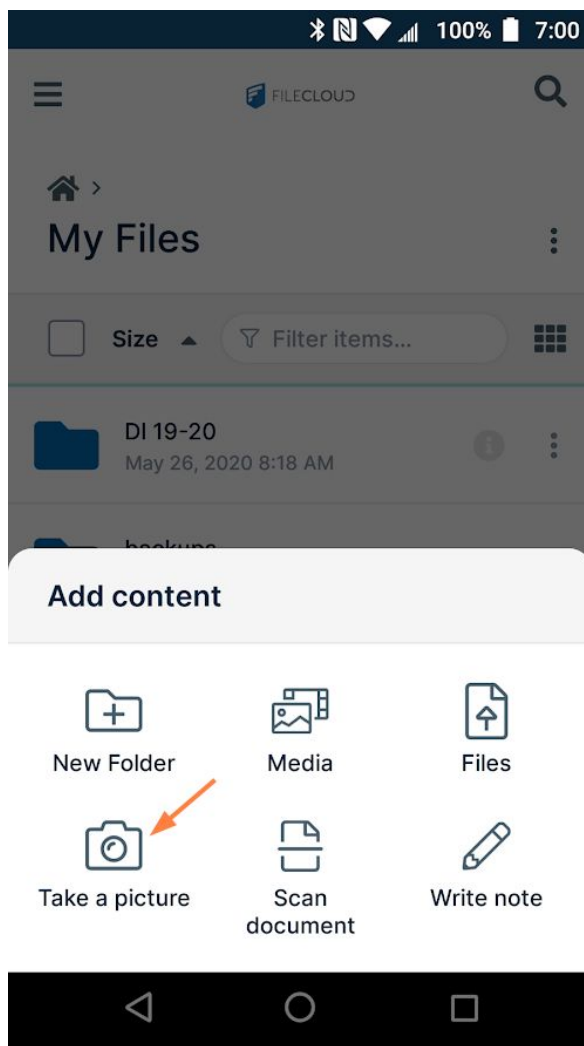 100% 7:00
FILECLOUD
My Files
Size Filter items...
DI 19-20
May 26, 2020 8:18 AM
backups
Add content
New Folder Media Files
Take a picture Scan Write note
document